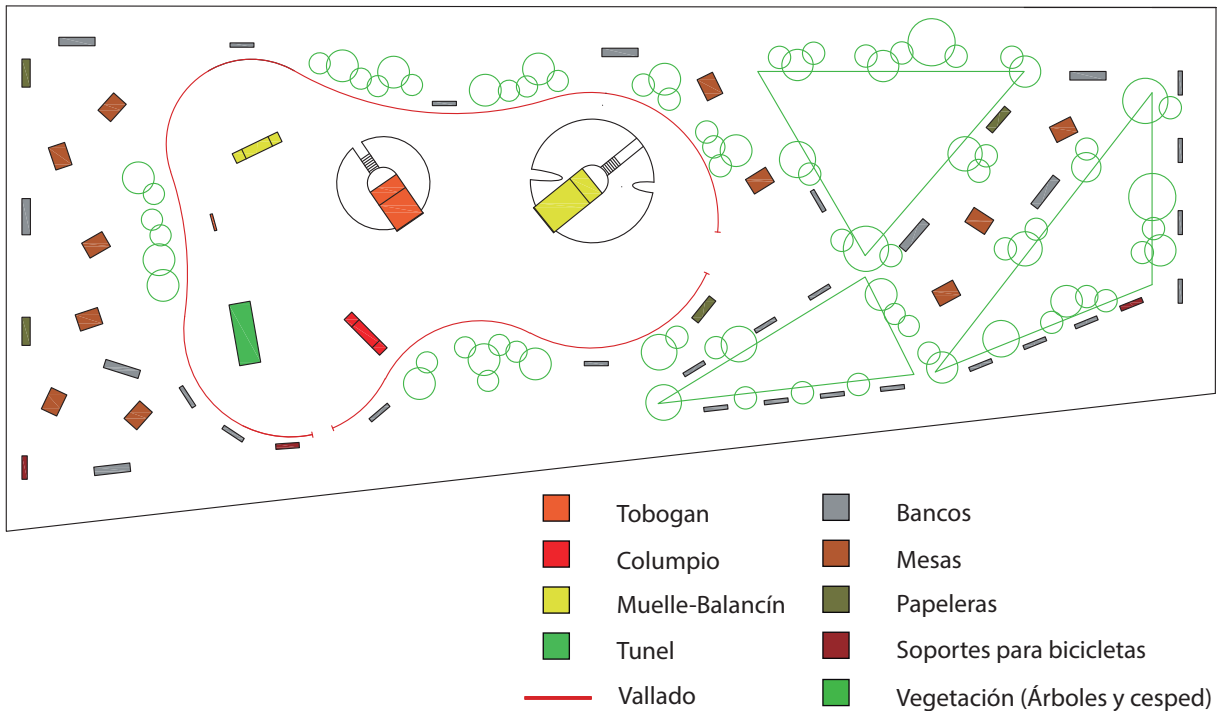 Tobogan
Columpio
Muelle-Balancín
Tunel
Vallado
Bancos
Mesas
Papeleras
Soportes para bicicletas
Vegetación (Árboles y cesped)